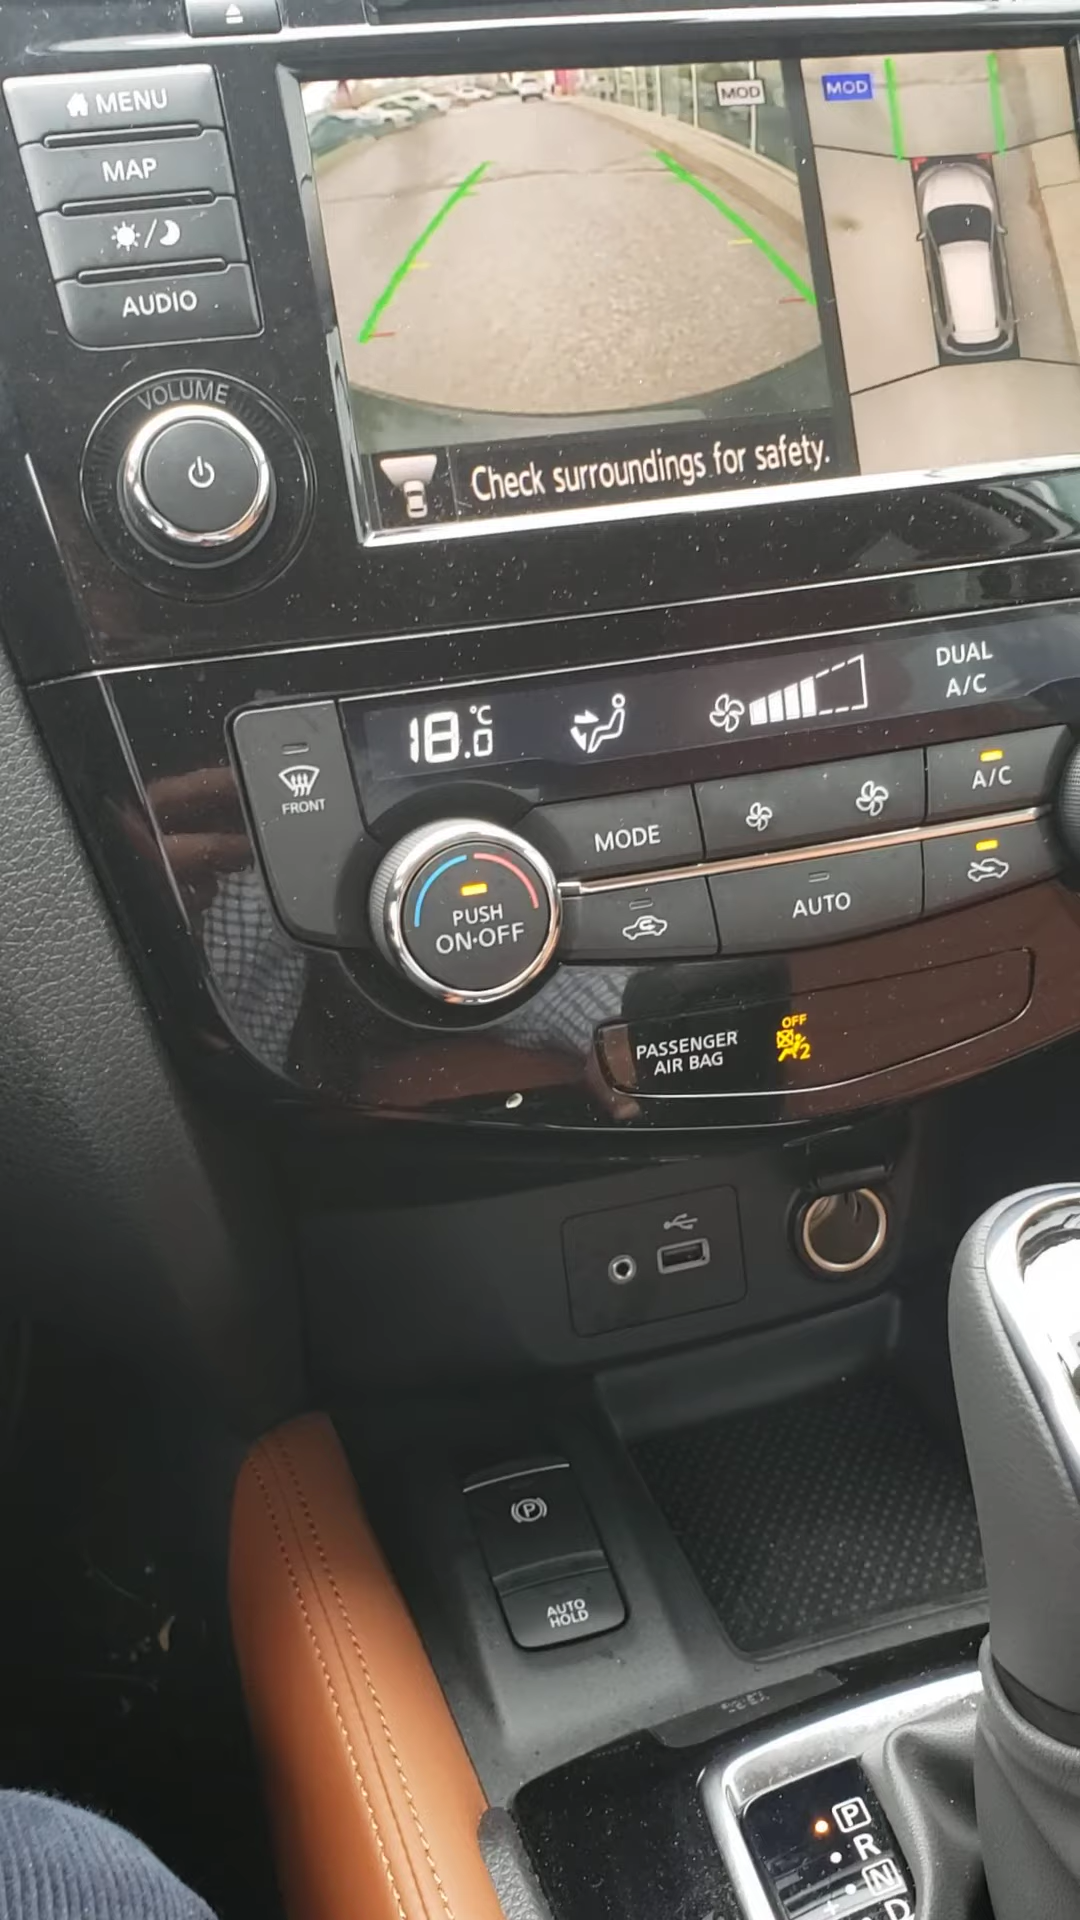 MENU
MAP
AUDIO
VOLUME
MOD
MOD
Check surroundings for safety.
18.0 °C
DUAL
A/C
FRONT
MODE
A/C
PUSH
ON·OFF
AUTO
PASSENGER
AIR BAG
OFF
2
P
AUTO
HOLD
P
R
N
D
+